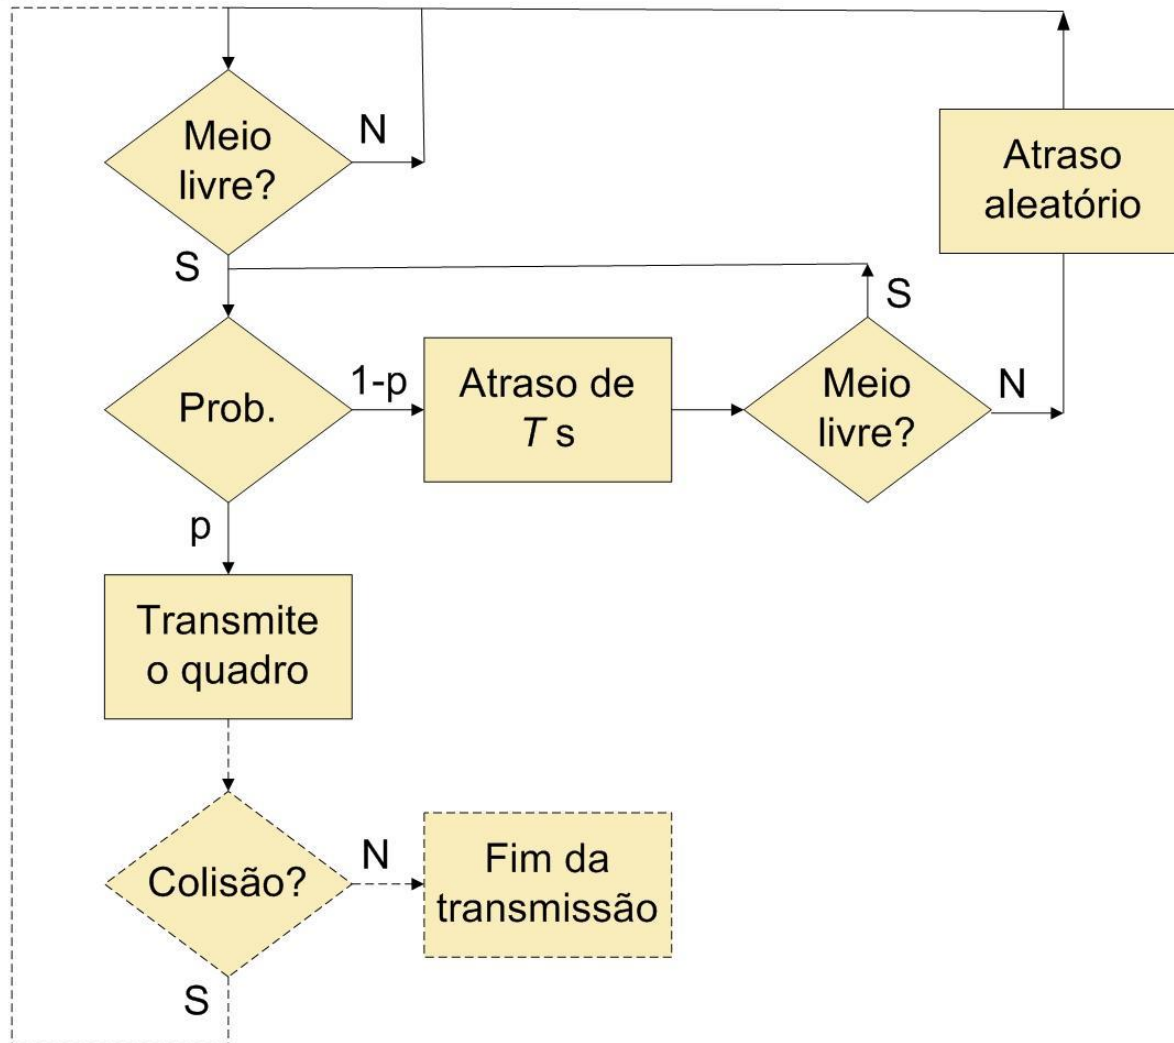 Meio
livre?
N
S
Atraso
aleatório
Prob.
1-p
Atraso de
T s
Meio
livre?
S
N
p
Transmite
o quadro
Colisão?
N
Fim da
transmissão
S